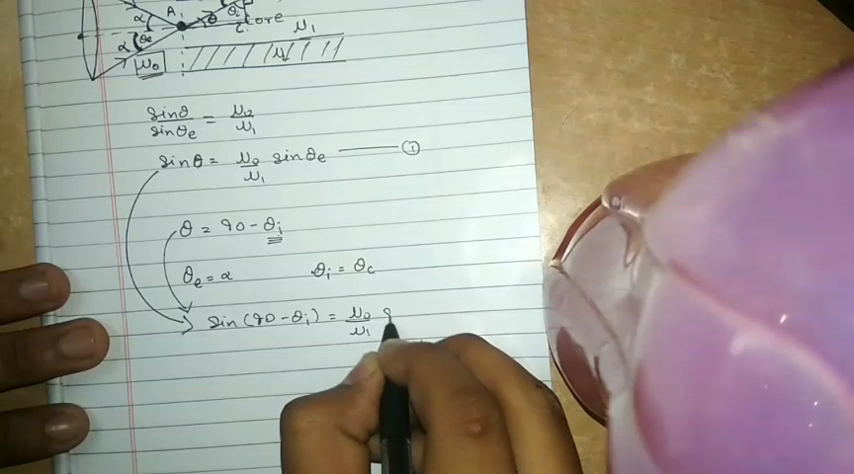 α A θ θi
α θe core μ1
μ0 μ
sinθ / sinθe = μ0 / μ1
sinθ = μ0/μ1 sinθe ——— ①
θ = 90 - θi
θe = α θi = θc
sin(90 - θi) = μ0/μ1 s